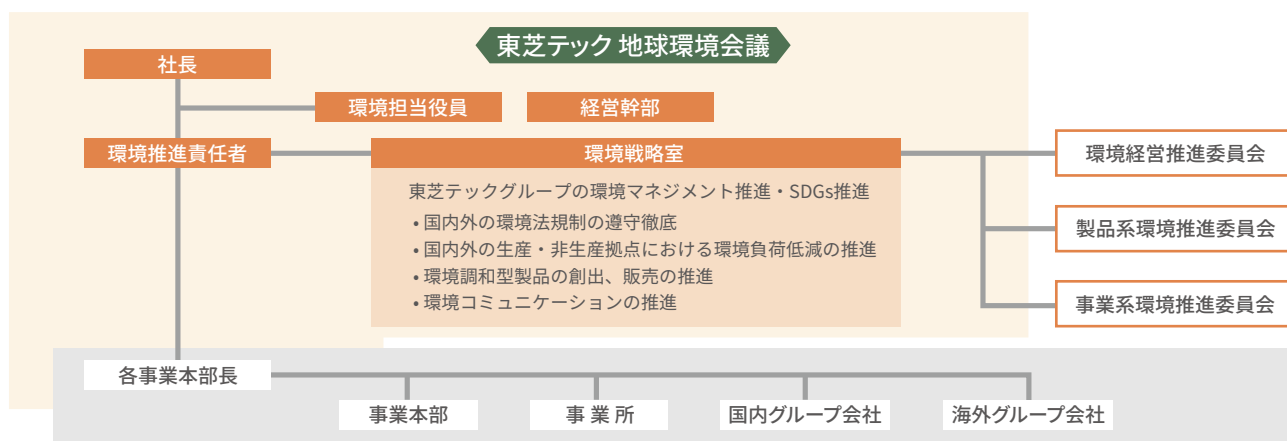 東芝テック 地球環境会議
社長
環境担当役員
経営幹部
環境推進責任者
環境戦略室
東芝テックグループの環境マネジメント推進・SDGs推進
• 国内外の環境法規制の遵守徹底
• 国内外の生産・非生産拠点における環境負荷低減の推進
• 環境調和型製品の創出、販売の推進
• 環境コミュニケーションの推進
環境経営推進委員会
製品系環境推進委員会
事業系環境推進委員会
各事業本部長
事業本部
事 業 所
国内グループ会社
海外グループ会社